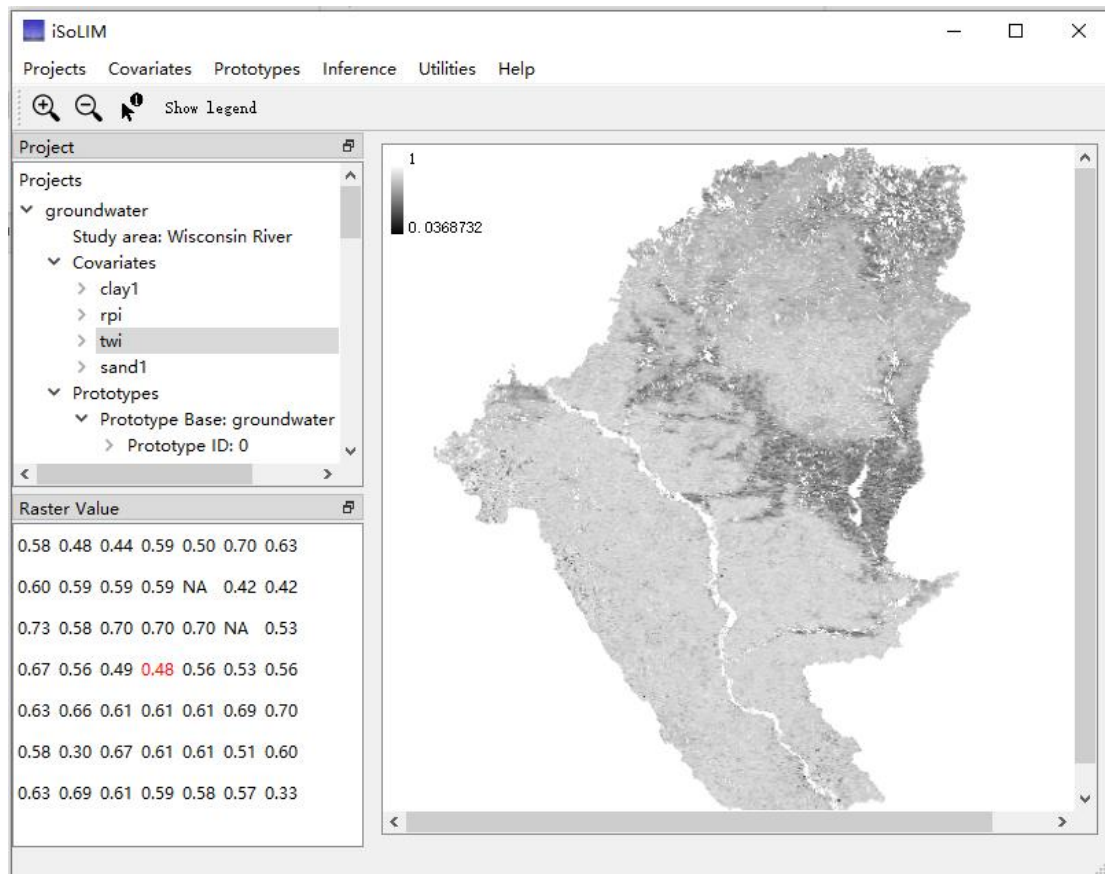 iSoLIM
Projects Covariates Prototypes Inference Utilities Help
Show legend
Project
Projects
groundwater
Study area: Wisconsin River
Covariates
clay1
rpi
twi
sand1
Prototypes
Prototype Base: groundwater
Prototype ID: 0
Raster Value
0.58 0.48 0.44 0.59 0.50 0.70 0.63
0.60 0.59 0.59 0.59 NA 0.42 0.42
0.73 0.58 0.70 0.70 0.70 NA 0.53
0.67 0.56 0.49 0.48 0.56 0.53 0.56
0.63 0.66 0.61 0.61 0.61 0.69 0.70
0.58 0.30 0.67 0.61 0.61 0.51 0.60
0.63 0.69 0.61 0.59 0.58 0.57 0.33
1
0.0368732